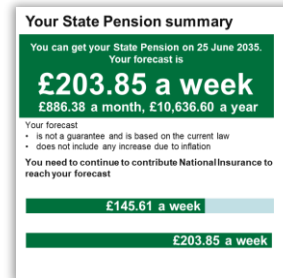 Your State Pension summary
You can get your State Pension on 25 June 2035.
Your forecast is
£203.85 a week
£886.38 a month, £10,636.60 a year
Your forecast
• is not a guarantee and is based on the current law
• does not include any increase due to inflation
You need to continue to contribute National Insurance to
reach your forecast
£145.61 a week
£203.85 a week